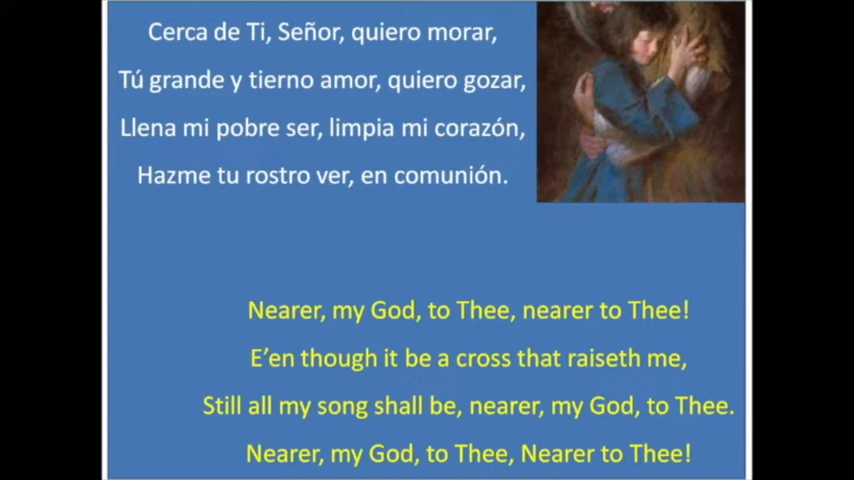 Cerca de Ti, Señor, quiero morar,
Tú grande y tierno amor, quiero gozar,
Llena mi pobre ser, limpia mi corazón,
Hazme tu rostro ver, en comunión.
Nearer, my God, to Thee, nearer to Thee!
E’en though it be a cross that raiseth me,
Still all my song shall be, nearer, my God, to Thee.
Nearer, my God, to Thee, Nearer to Thee!